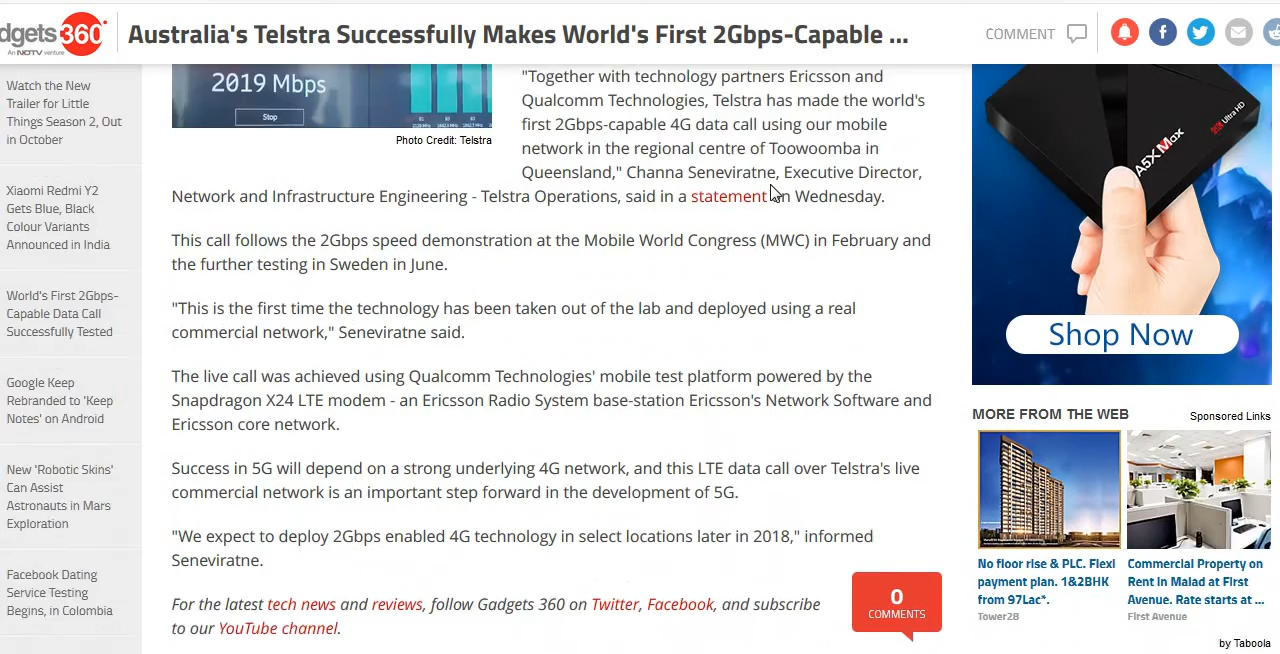 dgets360°
An NDTV venture
Australia's Telstra Successfully Makes World's First 2Gbps-Capable ...
COMMENT
Watch the New
Trailer for Little
Things Season 2, Out
in October
Xiaomi Redmi Y2
Gets Blue, Black
Colour Variants
Announced in India
World's First 2Gbps-
Capable Data Call
Successfully Tested
Google Keep
Rebranded to 'Keep
Notes' on Android
New 'Robotic Skins'
Can Assist
Astronauts in Mars
Exploration
Facebook Dating
Service Testing
Begins, in Colombia
2019 Mbps
Stop
Photo Credit: Telstra
"Together with technology partners Ericsson and
Qualcomm Technologies, Telstra has made the world's
first 2Gbps-capable 4G data call using our mobile
network in the regional centre of Toowoomba in
Queensland," Channa Seneviratne, Executive Director,
Network and Infrastructure Engineering - Telstra Operations, said in a statement on Wednesday.
This call follows the 2Gbps speed demonstration at the Mobile World Congress (MWC) in February and
the further testing in Sweden in June.
"This is the first time the technology has been taken out of the lab and deployed using a real
commercial network," Seneviratne said.
The live call was achieved using Qualcomm Technologies' mobile test platform powered by the
Snapdragon X24 LTE modem - an Ericsson Radio System base-station Ericsson's Network Software and
Ericsson core network.
Success in 5G will depend on a strong underlying 4G network, and this LTE data call over Telstra's live
commercial network is an important step forward in the development of 5G.
"We expect to deploy 2Gbps enabled 4G technology in select locations later in 2018," informed
Seneviratne.
For the latest tech news and reviews, follow Gadgets 360 on Twitter, Facebook, and subscribe
to our YouTube channel.
0
COMMENTS
A5X Max
Ultra HD
Shop Now
MORE FROM THE WEB
Sponsored Links
No floor rise & PLC. Flexi
payment plan. 1&2BHK
from 97Lac*.
Tower28
Commercial Property on
Rent in Malad at First
Avenue. Rate starts at ...
First Avenue
by Taboola